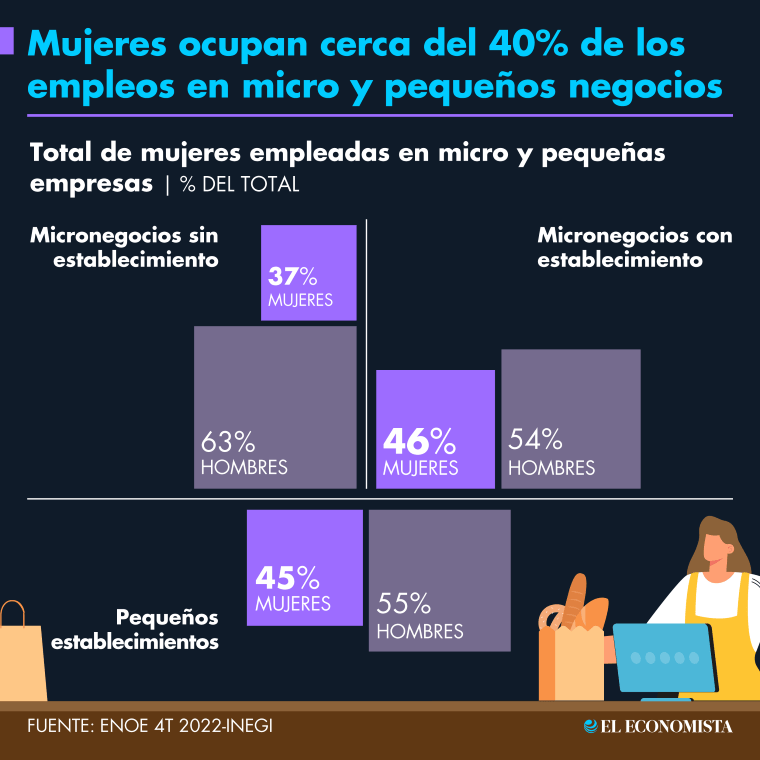 Mujeres ocupan cerca del 40% de los
empleos en micro y pequeños negocios
Total de mujeres empleadas en micro y pequeñas
empresas | % DEL TOTAL
Micronegocios sin
establecimiento
37%
MUJERES
63%
HOMBRES
Micronegocios con
establecimiento
46%
MUJERES
54%
HOMBRES
Pequeños
establecimientos
45%
MUJERES
55%
HOMBRES
FUENTE: ENOE 4T 2022-INEGI
EL ECONOMISTA